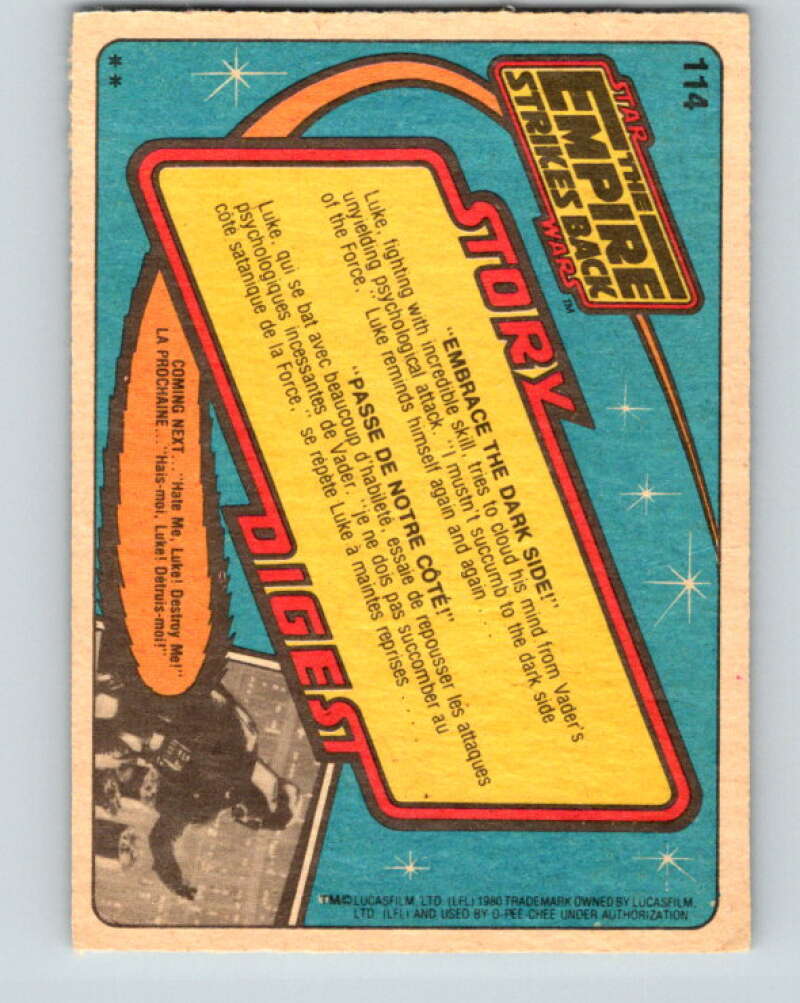 114
STAR
THE
EMPIRE
STRIKES BACK
WARS™
STORY
"EMBRACE THE DARK SIDE!"
Luke, fighting with incredible skill, tries to cloud his mind from Vader's
unyielding psychological attack. "I mustn't succumb to the dark side
of the Force," Luke reminds himself again and again . . .
"PASSE DE NOTRE CÔTÉ!"
Luke, qui se bat avec beaucoup d'habileté, essaie de repousser les attaques
psychologiques incessantes de Vader. "je ne dois pas succomber au
côté satanique de la Force," se répète Luke à maintes reprises . . .
DIGEST
COMING NEXT... "Hate Me, Luke! Destroy Me!"
LA PROCHAINE... "Hais-moi, Luke! Détruis-moi!"
TM© LUCASFILM, LTD. (LFL) 1980 TRADEMARK OWNED BY LUCASFILM,
LTD. (LFL) AND USED BY O-PEE-CHEE UNDER AUTHORIZATION
**